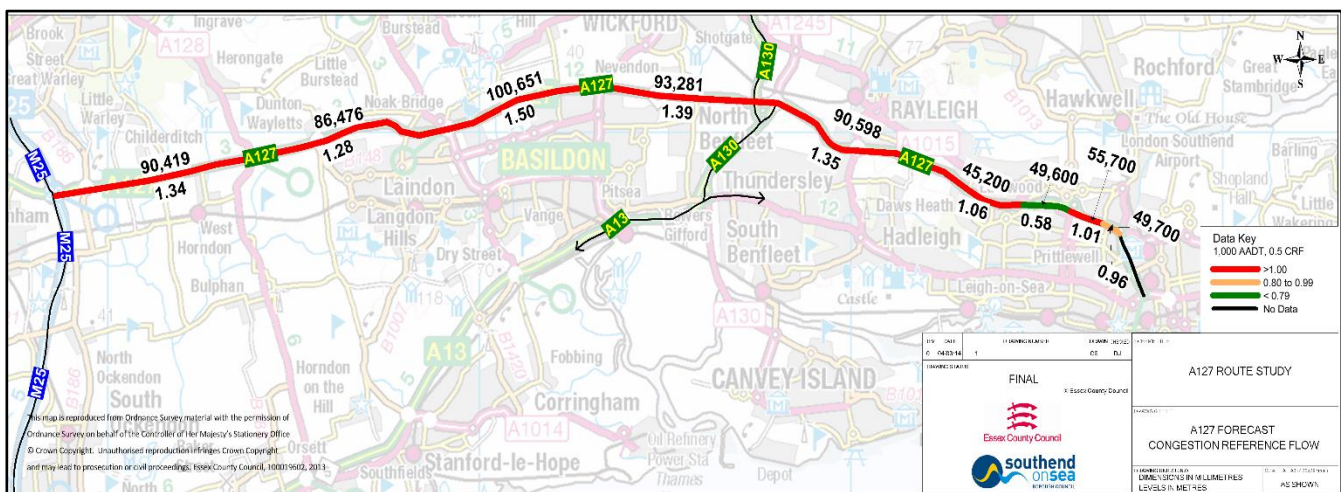 Brook
Street
Great
Warley
Ingrave
A128
Herongate
Burstead
Little
Burstead
WICKFORD
Shotgate
A1245
Rochford
Great
Stambridge
Little
Warley
Childerditch
Dunton
Wayletts
Noak Bridge
Nevendon
A130
RAYLEIGH
Hawkwell
The Old House
London Southend
Airport
Barling
Shopland
M25
90,419
A127
1.34
86,476
1.28
100,651
1.50
A127
93,281
1.39
North
Benfleet
90,598
1.35
A127
45,200
1.06
49,600
0.58
55,700
1.01
49,700
0.96
BASILDON
A130
Pitsea
Thundersley
Daws Heath
Hadleigh
Prittlewell
Leigh-on-Sea
Laindon
Langdon
Hills
Vange
A13
South
Benfleet
Castle
M25
West
Horndon
Dry Street
Bulphan
B1007
B1420
A13
A130
Fobbing
CANVEY ISLAND
Corringham
A1014
Stanford-le-Hope
Oil Refinery
Power Sta
Thames
Depot
M25
North
Ockendon
South
Ockendon
Horndon
on the
Hill
Baker
Orsett
Southfields
N
W E
S
Data Key
1,000 AADT, 0.5 CRF
>1.00
0.80 to 0.99
< 0.79
No Data
This map is reproduced from Ordnance Survey material with the permission of
Ordnance Survey on behalf of the Controller of Her Majesty's Stationery Office
© Crown Copyright. Unauthorised reproduction infringes Crown Copyright
and may lead to prosecution or civil proceedings. Essex County Council, 100019602, 2013
FINAL
© Essex County Council
Essex County Council
southend
on sea
BOROUGH COUNCIL
A127 ROUTE STUDY
A127 FORECAST
CONGESTION REFERENCE FLOW
DIMENSIONS IN MILLIMETRES
LEVELS IN METRES
AS SHOWN